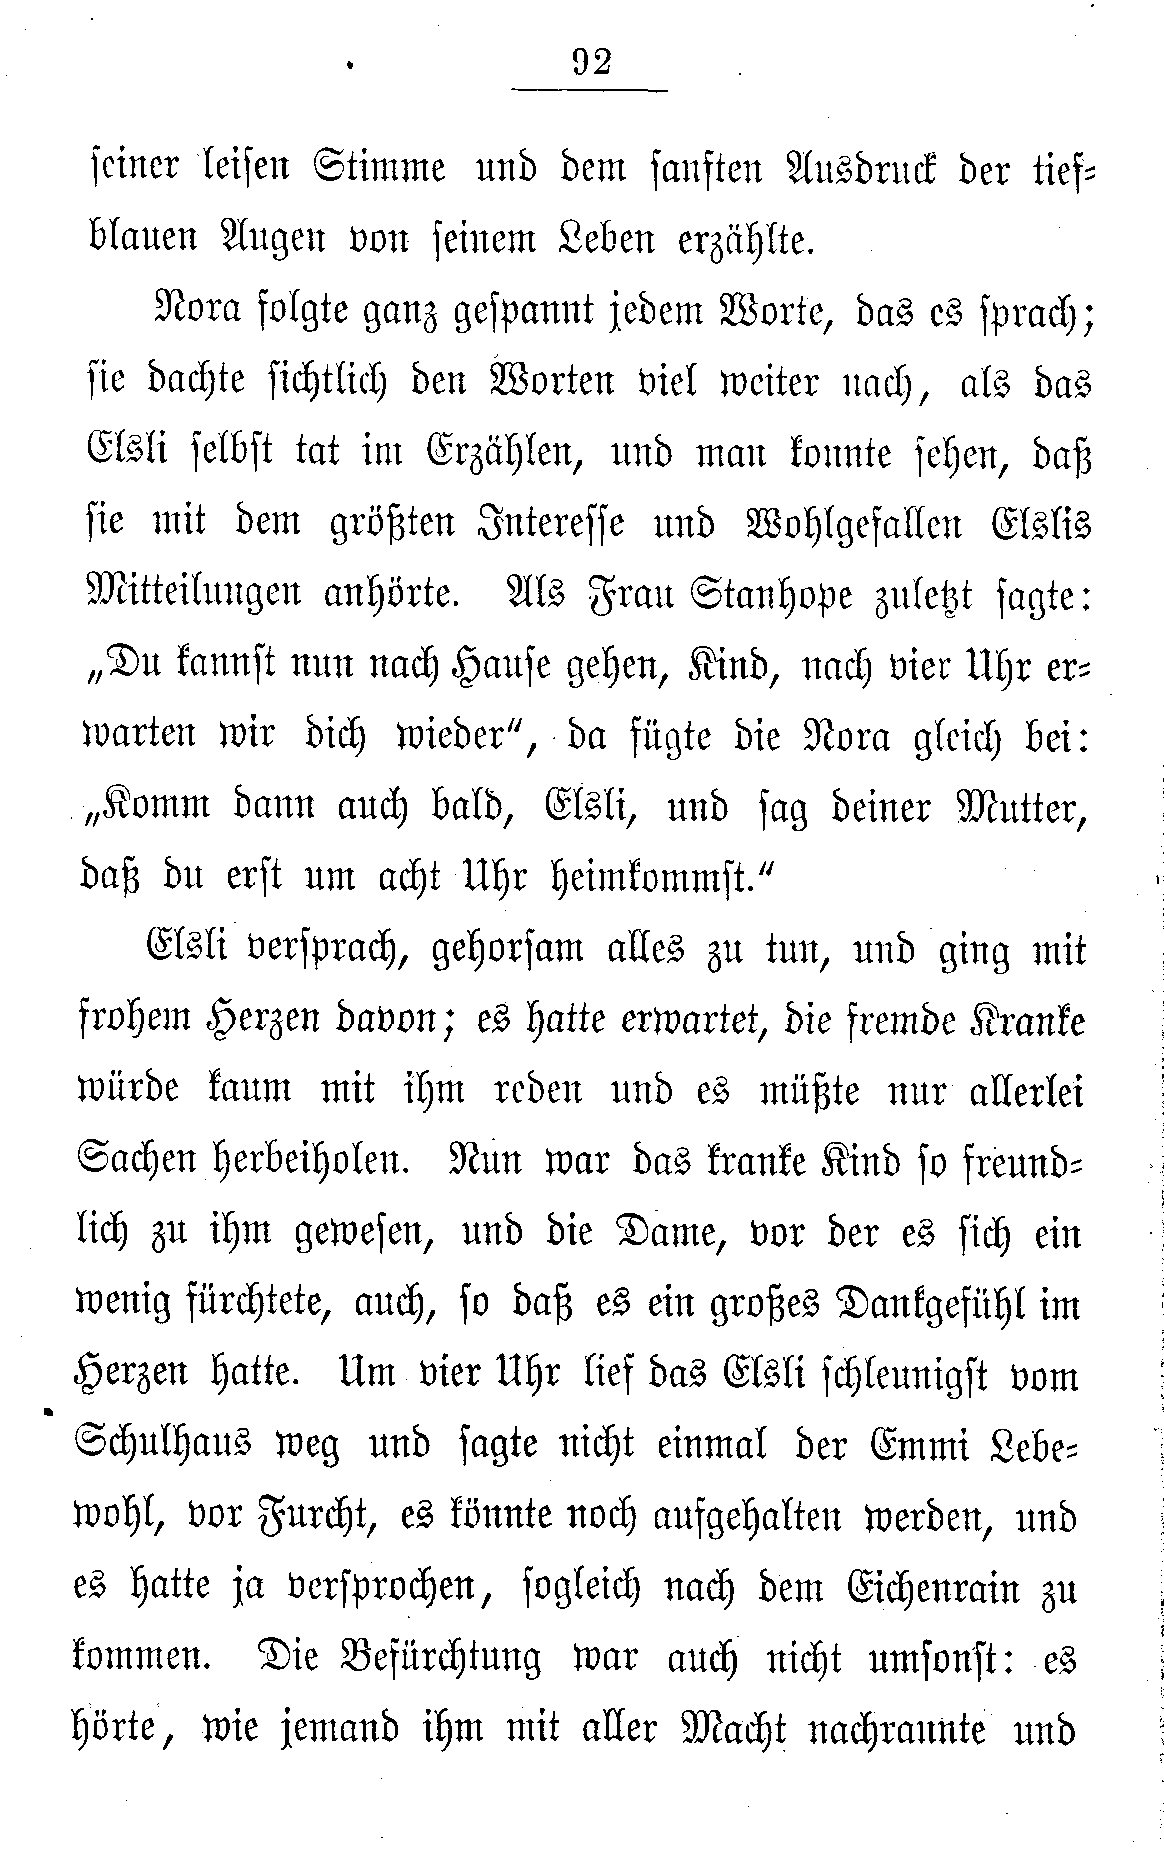 92
seiner leisen Stimme und dem sanften Ausdruck der tief-
blauen Augen von seinem Leben erzählte.
Nora folgte ganz gespannt jedem Worte, das es sprach;
sie dachte sichtlich den Worten viel weiter nach, als das
Elsli selbst tat im Erzählen, und man konnte sehen, daß
sie mit dem größten Interesse und Wohlgefallen Elslis
Mitteilungen anhörte. Als Frau Stanhope zuletzt sagte:
„Du kannst nun nach Hause gehen, Kind, nach vier Uhr er-
warten wir dich wieder“, da fügte die Nora gleich bei:
„Komm dann auch bald, Elsli, und sag deiner Mutter,
daß du erst um acht Uhr heimkommst.“
Elsli versprach, gehorsam alles zu tun, und ging mit
frohem Herzen davon; es hatte erwartet, die fremde Kranke
würde kaum mit ihm reden und es müßte nur allerlei
Sachen herbeiholen. Nun war das kranke Kind so freund-
lich zu ihm gewesen, und die Dame, vor der es sich ein
wenig fürchtete, auch, so daß es ein großes Dankgefühl im
Herzen hatte. Um vier Uhr lief das Elsli schleunigst vom
Schulhaus weg und sagte nicht einmal der Emmi Lebe-
wohl, vor Furcht, es könnte noch aufgehalten werden, und
es hatte ja versprochen, sogleich nach dem Eichenrain zu
kommen. Die Befürchtung war auch nicht umsonst: es
hörte, wie jemand ihm mit aller Macht nachrannte und